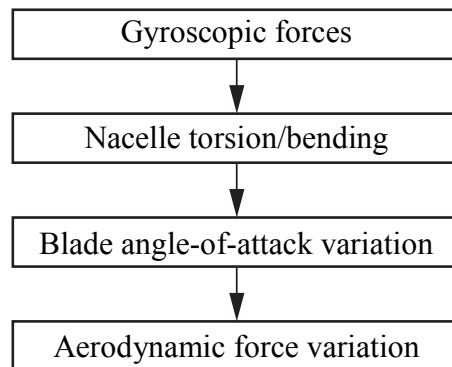 Gyroscopic forces
Nacelle torsion/bending
Blade angle-of-attack variation
Aerodynamic force variation